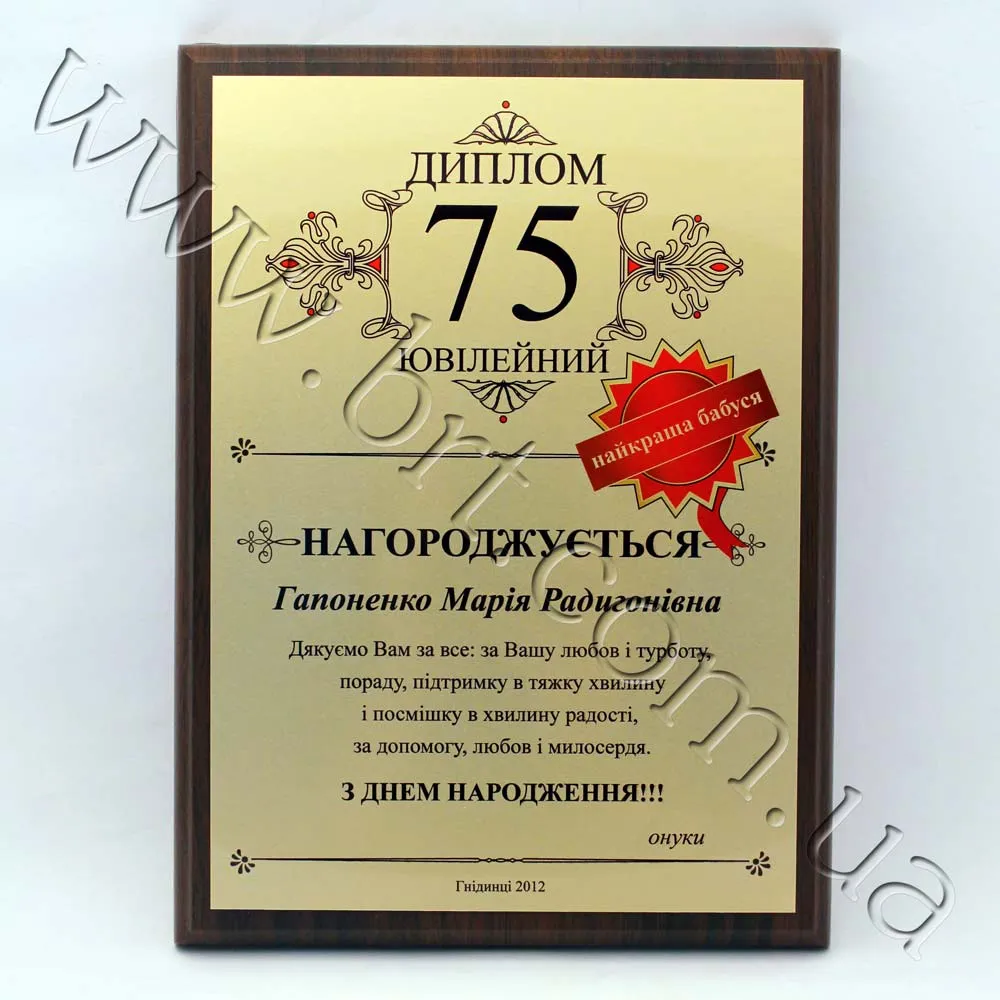 ДИПЛОМ
75
ЮВІЛЕЙНИЙ
найкраща бабуся
НАГОРОДЖУЄТЬСЯ
Гапоненко Марія Радигонівна
Дякуємо Вам за все: за Вашу любов і турботу,
пораду, підтримку в тяжку хвилину
і посмішку в хвилину радості,
за допомогу, любов і милосердя.
З ДНЕМ НАРОДЖЕННЯ!!!
онуки
Гнідинці 2012
www.brt.com.ua